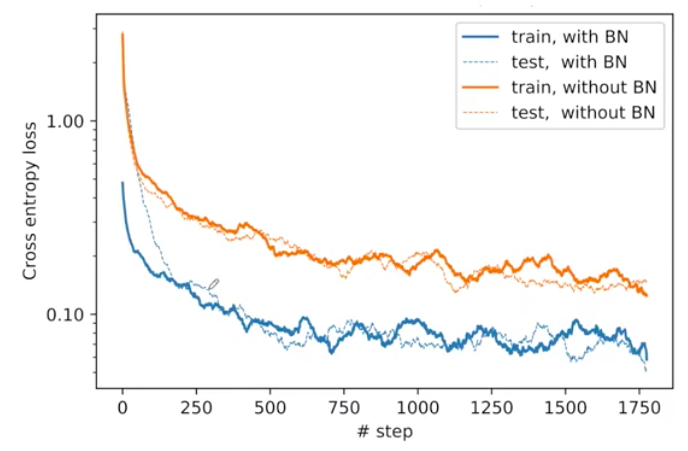 train, with BN
test, with BN
train, without BN
test, without BN
Cross entropy loss
1.00
0.10
0 250 500 750 1000 1250 1500 1750
# step